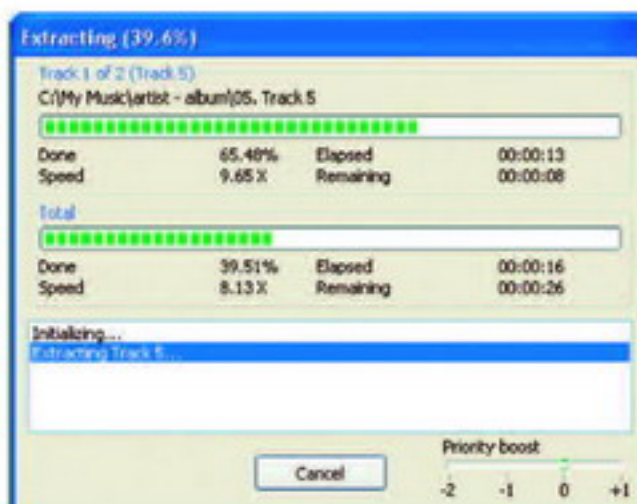 Extracting (39.6%)
Track 1 of 2 (Track 5)
C:\My Music\artist - album\05. Track 5
Done 65.48% Elapsed 00:00:13
Speed 9.65 X Remaining 00:00:08
Total
Done 39.51% Elapsed 00:00:16
Speed 8.13 X Remaining 00:00:26
Initializing...
Extracting Track 5...
Priority boost
Cancel
-2 -1 0 +1